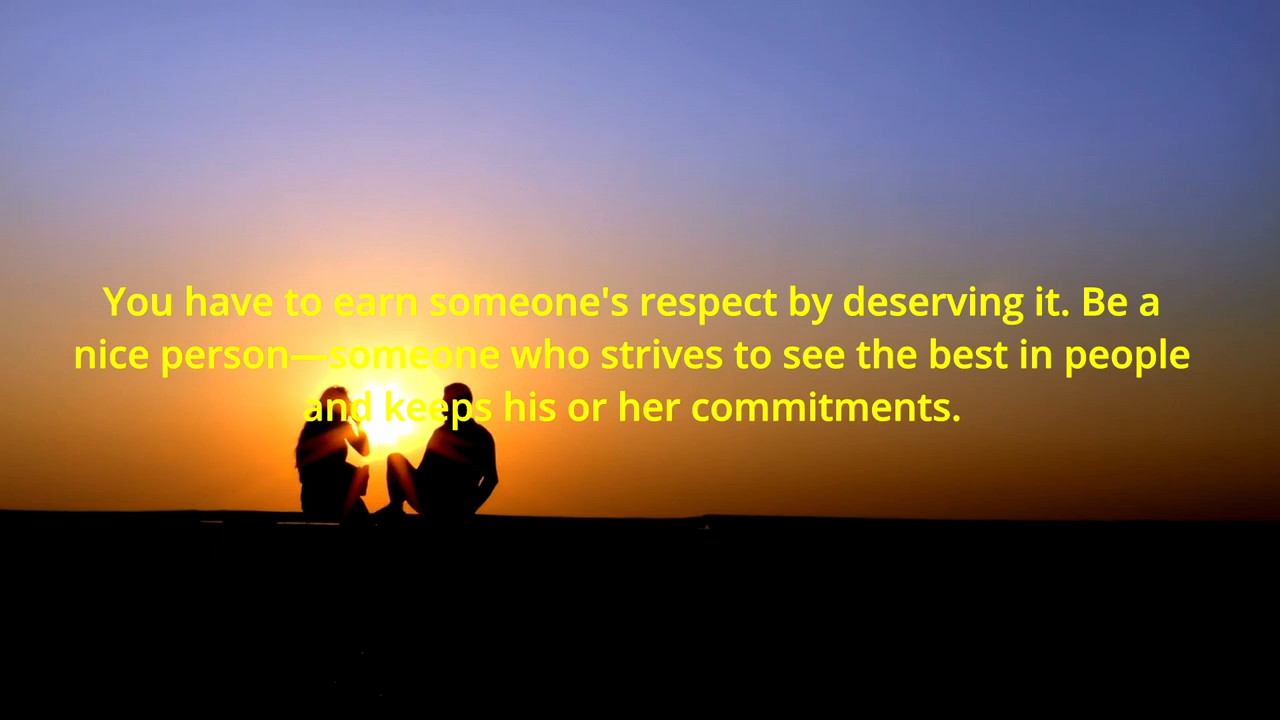 You have to earn someone's respect by deserving it. Be a
nice person—someone who strives to see the best in people
and keeps his or her commitments.